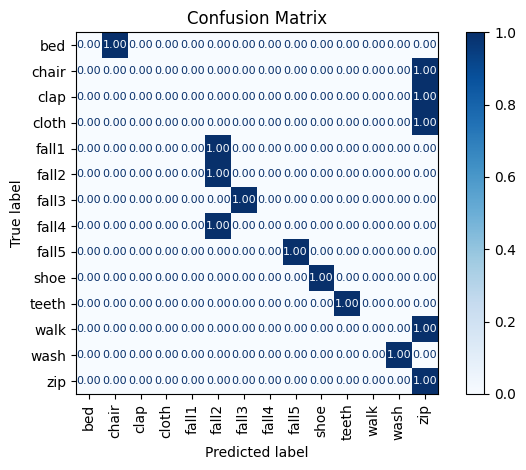 Confusion Matrix
bed 0.00 1.00 0.00 0.00 0.00 0.00 0.00 0.00 0.00 0.00 0.00 0.00 0.00 0.00
chair 0.00 0.00 0.00 0.00 0.00 0.00 0.00 0.00 0.00 0.00 0.00 0.00 0.00 1.00
clap 0.00 0.00 0.00 0.00 0.00 0.00 0.00 0.00 0.00 0.00 0.00 0.00 0.00 1.00
cloth 0.00 0.00 0.00 0.00 0.00 0.00 0.00 0.00 0.00 0.00 0.00 0.00 0.00 1.00
fall1 0.00 0.00 0.00 0.00 0.00 1.00 0.00 0.00 0.00 0.00 0.00 0.00 0.00 0.00
fall2 0.00 0.00 0.00 0.00 0.00 1.00 0.00 0.00 0.00 0.00 0.00 0.00 0.00 0.00
fall3 0.00 0.00 0.00 0.00 0.00 0.00 1.00 0.00 0.00 0.00 0.00 0.00 0.00 0.00
fall4 0.00 0.00 0.00 0.00 0.00 1.00 0.00 0.00 0.00 0.00 0.00 0.00 0.00 0.00
fall5 0.00 0.00 0.00 0.00 0.00 0.00 0.00 0.00 1.00 0.00 0.00 0.00 0.00 0.00
shoe 0.00 0.00 0.00 0.00 0.00 0.00 0.00 0.00 0.00 1.00 0.00 0.00 0.00 0.00
teeth 0.00 0.00 0.00 0.00 0.00 0.00 0.00 0.00 0.00 0.00 1.00 0.00 0.00 0.00
walk 0.00 0.00 0.00 0.00 0.00 0.00 0.00 0.00 0.00 0.00 0.00 0.00 0.00 1.00
wash 0.00 0.00 0.00 0.00 0.00 0.00 0.00 0.00 0.00 0.00 0.00 0.00 1.00 0.00
zip 0.00 0.00 0.00 0.00 0.00 0.00 0.00 0.00 0.00 0.00 0.00 0.00 0.00 1.00
True label
bed chair clap cloth fall1 fall2 fall3 fall4 fall5 shoe teeth walk wash zip
Predicted label
1.0
0.8
0.6
0.4
0.2
0.0